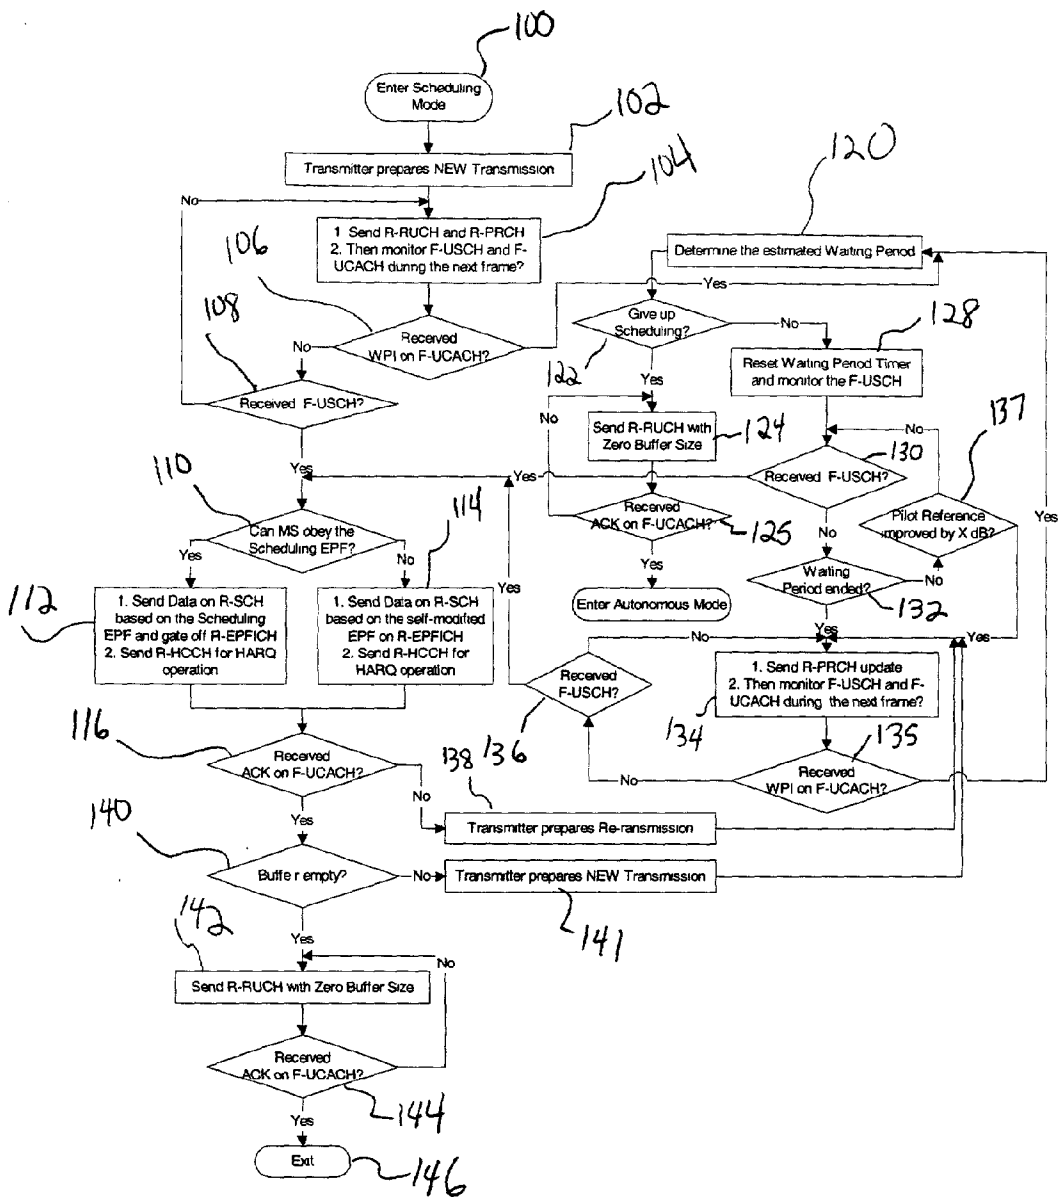 100
Enter Scheduling
Mode
102
Transmitter prepares NEW Transmission
104
120
No
1 Send R-RUCH and R-PRCH
2. Then monitor F-USCH and F-
UCACH during the next frame?
106
Determine the estimated Waiting Period
Yes
108
Received
WPI on F-UCACH?
No
Give up
Scheduling?
122
No
128
Reset Waiting Period Timer
and monitor the F-USCH
Received F-USCH?
Yes
No
Send R-RUCH with
Zero Buffer Size
124
No
137
110
Yes
Yes
Received F-USCH?
130
Can MS obey the
Scheduling EPF?
114
Received
ACK on F-UCACH?
125
Pilot Reference
improved by X dB?
Yes
Yes
No
No
Yes
112
1. Send Data on R-SCH
based on the Scheduling
EPF and gate off R-EPFICH
2. Send R-HCCH for HARQ
operation
1. Send Data on R-SCH
based on the self-modified
EPF on R-EPFICH
2. Send R-HCCH for
HARQ operation
Yes
Enter Autonomous Mode
Waiting
Period ended?
132
No
No
Yes
Yes
Received
F-USCH?
136
1. Send R-PRCH update
2. Then monitor F-USCH and F-
UCACH during the next frame?
134
116
Received
ACK on F-UCACH?
138
135
No
No
Received
WPI on F-UCACH?
Yes
Transmitter prepares Re-ransmission
140
Buffe r empty?
No
Transmitter prepares NEW Transmission
141
142
Yes
No
Send R-RUCH with Zero Buffer Size
Received
ACK on F-UCACH?
144
Yes
Exit
146